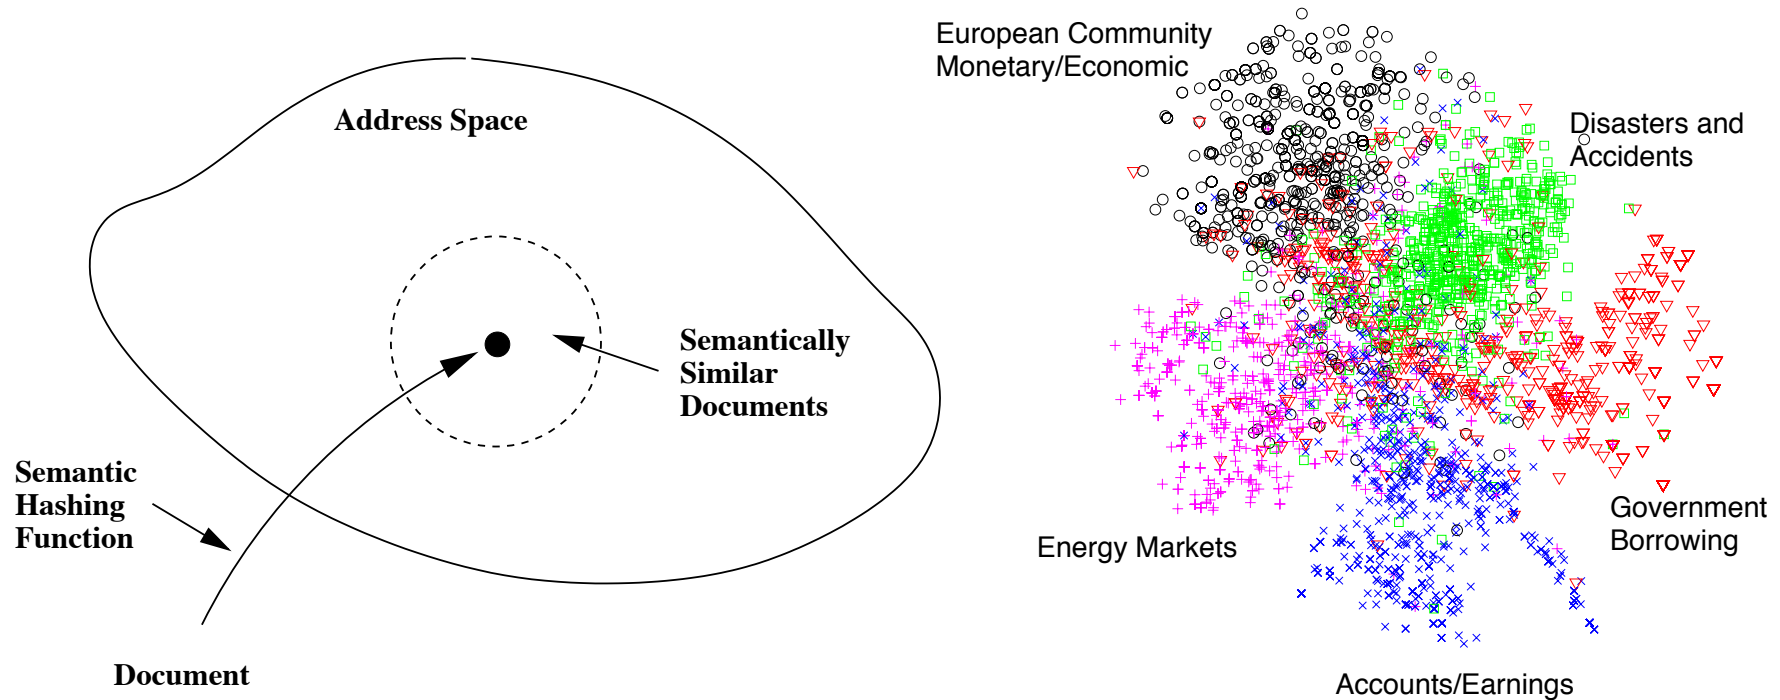 Address Space
Semantically
Similar
Documents
Semantic
Hashing
Function
Document
European Community
Monetary/Economic
Disasters and
Accidents
Energy Markets
Government
Borrowing
Accounts/Earnings